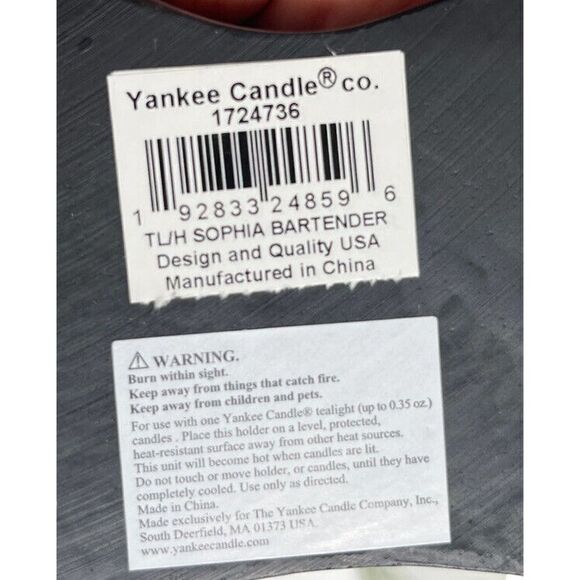 Yankee Candle® CO.
1724736
1 92833 24859 6
TL/H SOPHIA BARTENDER
Design and Quality USA
Manufactured in China
⚠ WARNING.
Burn within sight.
Keep away from things that catch fire.
Keep away from children and pets.
For use with one Yankee Candle® tealight (up to 0.35 oz.)
candles . Place this holder on a level, protected,
heat-resistant surface away from other heat sources.
This unit will become hot when candles are lit.
Do not touch or move holder, or candles, until they have
completely cooled. Use only as directed.
Made in China.
Made exclusively for The Yankee Candle Company, Inc.,
South Deerfield, MA 01373 USA.
www.yankeecandle.com